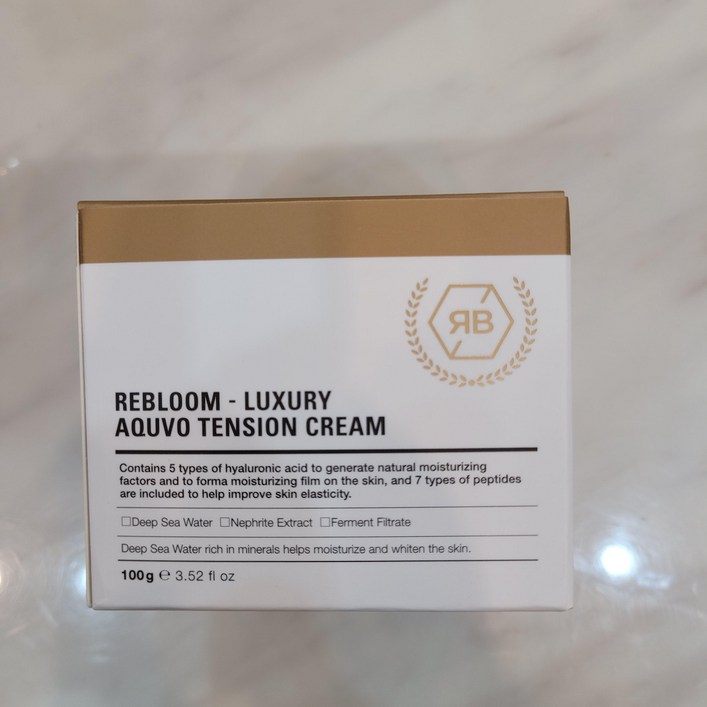 ЯB
REBLOOM - LUXURY
AQUVO TENSION CREAM
Contains 5 types of hyaluronic acid to generate natural moisturizing
factors and to forma moisturizing film on the skin, and 7 types of peptides
are included to help improve skin elasticity.
☐Deep Sea Water ☐Nephrite Extract ☐Ferment Filtrate
Deep Sea Water rich in minerals helps moisturize and whiten the skin.
100g ℮ 3.52 fl oz